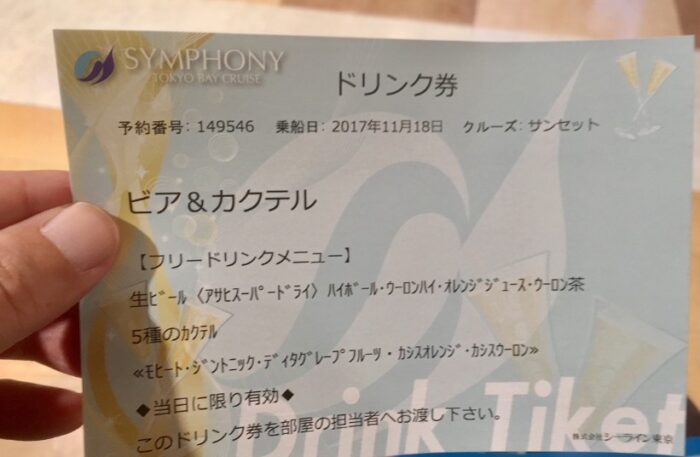 SYMPHONY
TOKYO BAY CRUISE
ドリンク券
予約番号: 149546　乗船日: 2017年11月18日　クルーズ: サンセット
ビア＆カクテル
【フリードリンクメニュー】
生ﾋﾞｰﾙ 〈ｱｻﾋｽｰﾊﾟｰﾄﾞﾗｲ〉 ﾊｲﾎﾞｰﾙ・ｳｰﾛﾝﾊｲ・ｵﾚﾝｼﾞｼﾞｭｰｽ・ｳｰﾛﾝ茶
5種のｶｸﾃﾙ
≪ﾓﾋｰﾄ・ｼﾞﾝﾄﾆｯｸ・ﾃﾞｨﾀｸﾞﾚｰﾌﾟﾌﾙｰﾂ・ｶｼｽｵﾚﾝｼﾞ・ｶｼｽｳｰﾛﾝ≫
◆当日に限り有効◆
このドリンク券を部屋の担当者へお渡し下さい。
Drink Tiket
株式会社 シーライン東京